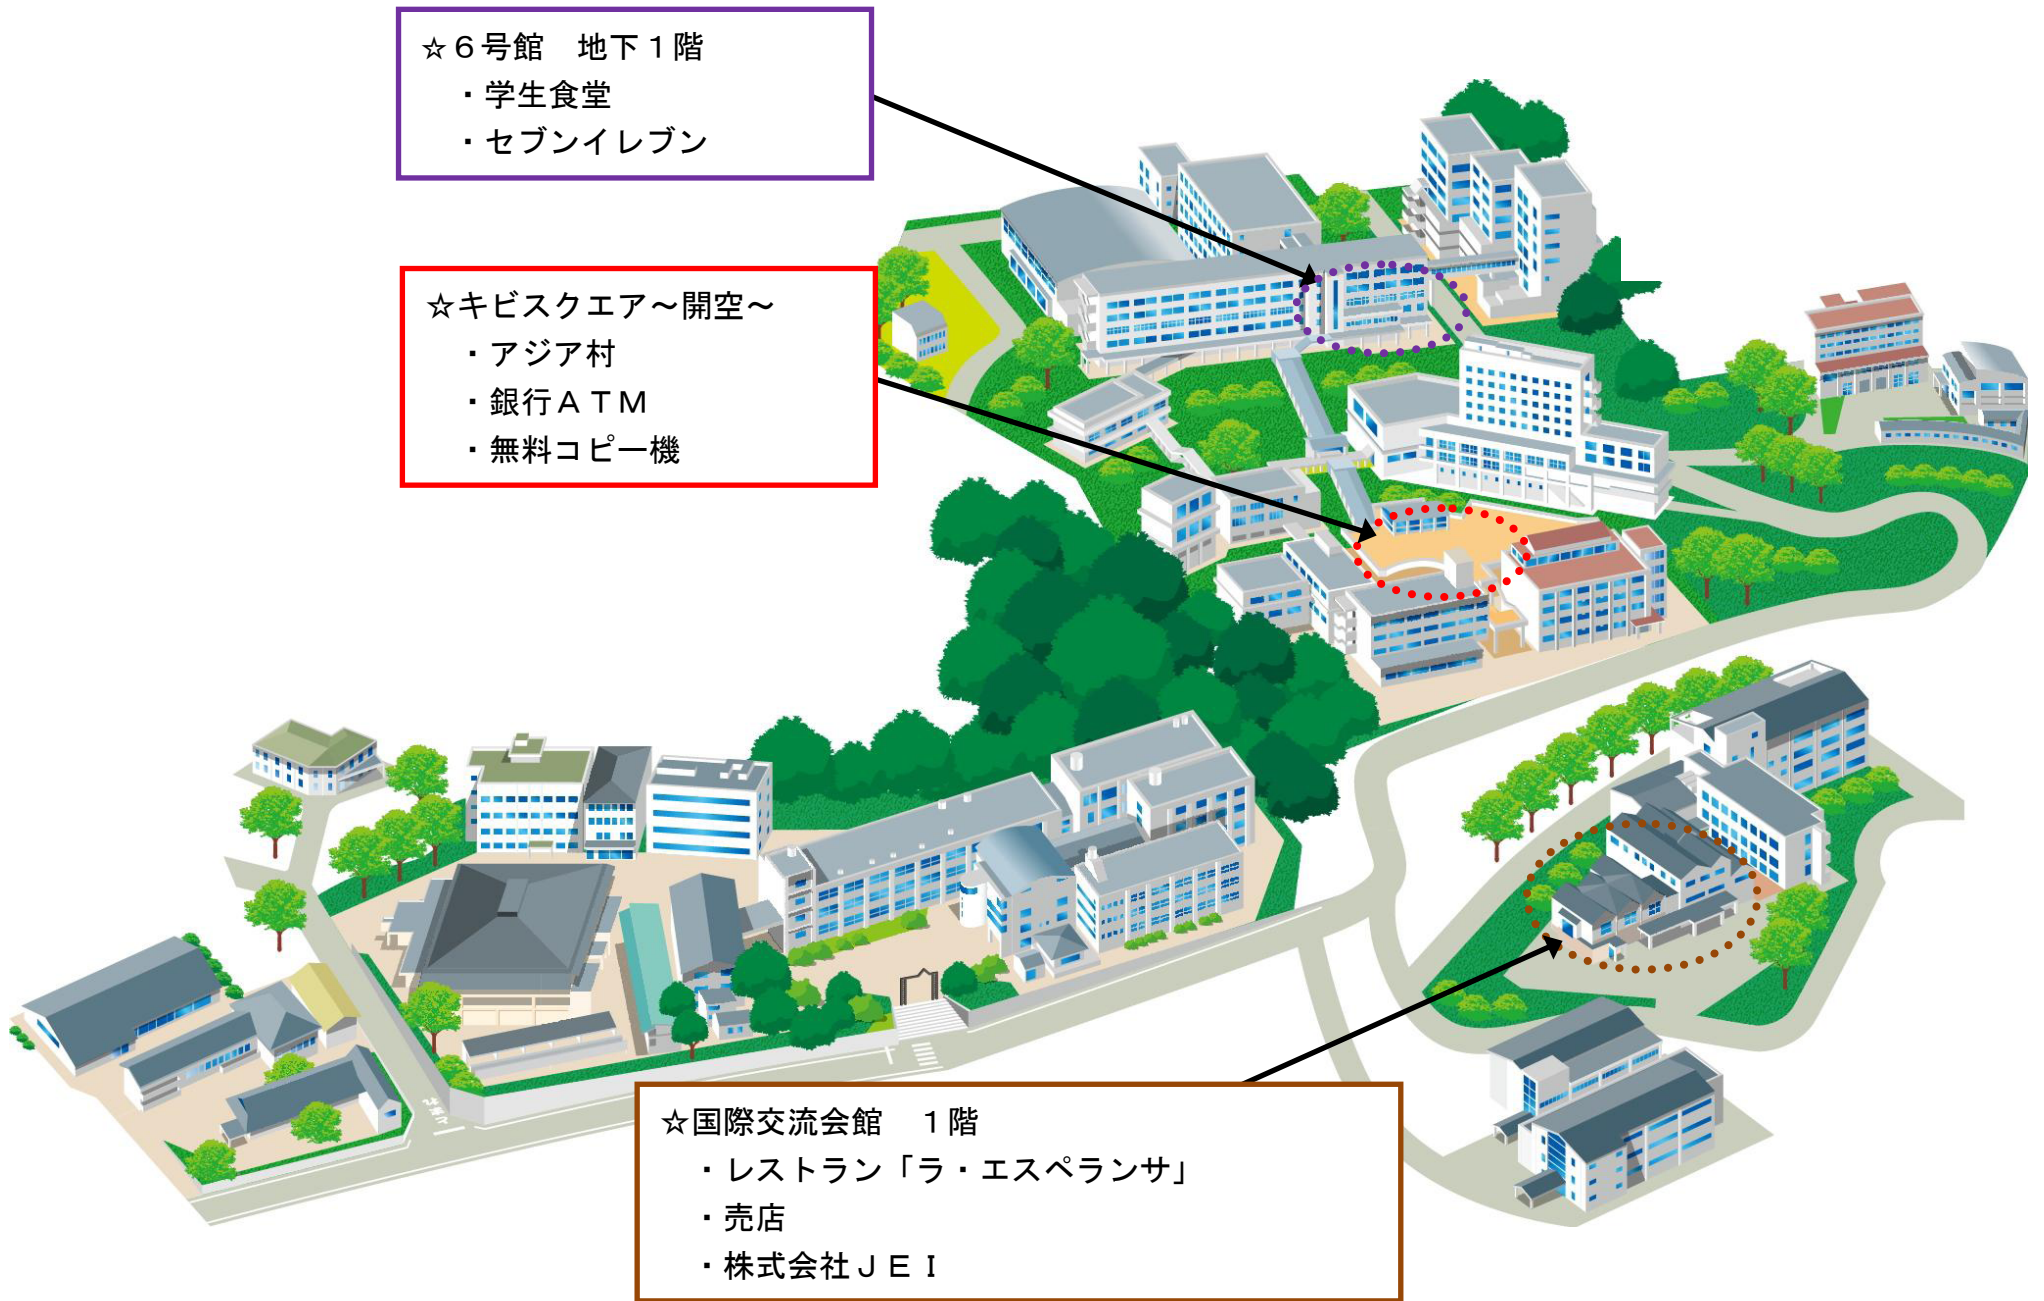 ☆６号館　地下１階
・学生食堂
・セブンイレブン
☆キビスクエア～開空～
・アジア村
・銀行ＡＴＭ
・無料コピー機
☆国際交流会館　１階
・レストラン「ラ・エスペランサ」
・売店
・株式会社ＪＥＩ